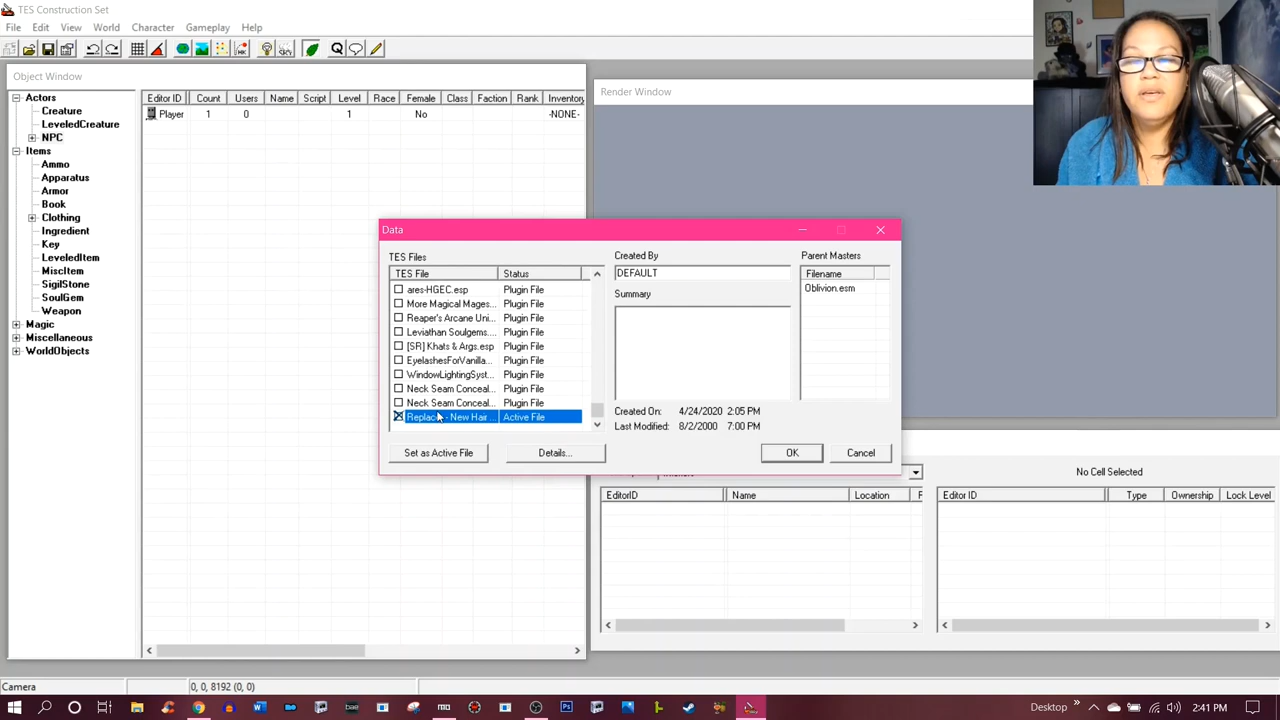 TES Construction Set
File Edit View World Character Gameplay Help
Object Window
Render Window
Actors
Creature
LeveledCreature
NPC
Items
Ammo
Apparatus
Armor
Book
Clothing
Ingredient
Key
LeveledItem
MiscItem
SigilStone
SoulGem
Weapon
Magic
Miscellaneous
WorldObjects
Editor ID Count Users Name Script Level Race Female Class Faction Rank Inventory
Player 1 0 1 No -NONE-
Data
TES Files
TES File Status
ares-HGEC.esp Plugin File
More Magical Mages... Plugin File
Reaper's Arcane Uni... Plugin File
Leviathan Soulgems.... Plugin File
[SR] Khats & Args.esp Plugin File
EyelashesForVanilla... Plugin File
WindowLightingSyst... Plugin File
Neck Seam Conceal... Plugin File
Neck Seam Conceal... Plugin File
New Hair ... Active File
Set as Active File Details...
Created By
DEFAULT
Summary
Parent Masters
Filename
Oblivion.esm
Created On: 4/24/2020 2:05 PM
Last Modified: 8/2/2000 7:00 PM
OK Cancel
No Cell Selected
EditorID Name Location
Editor ID Type Ownership Lock Level
Camera 0, 0, 8192 (0, 0)
Desktop 2:41 PM